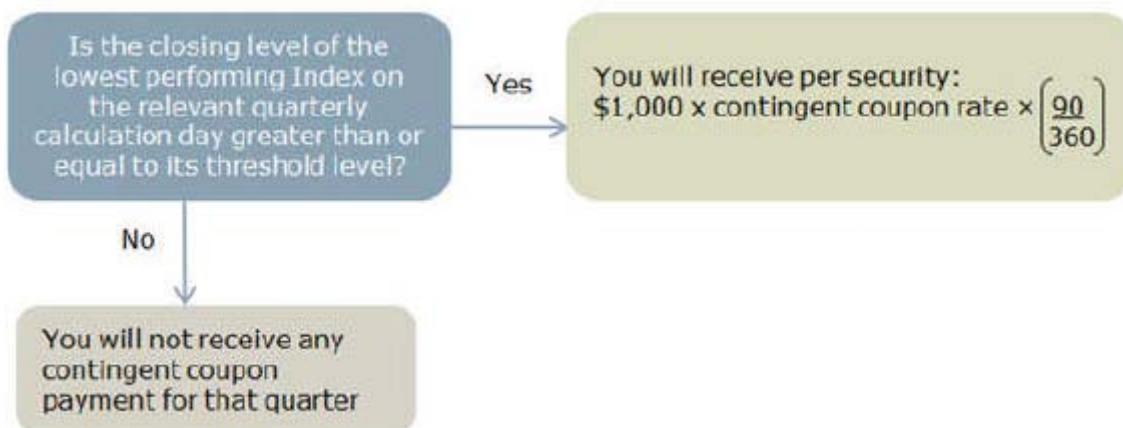 Is the closing level of the
lowest performing Index on
the relevant quarterly
calculation day greater than or
equal to its threshold level?
Yes
You will receive per security:
$1,000 x contingent coupon rate × (90/360)
No
You will not receive any
contingent coupon
payment for that quarter